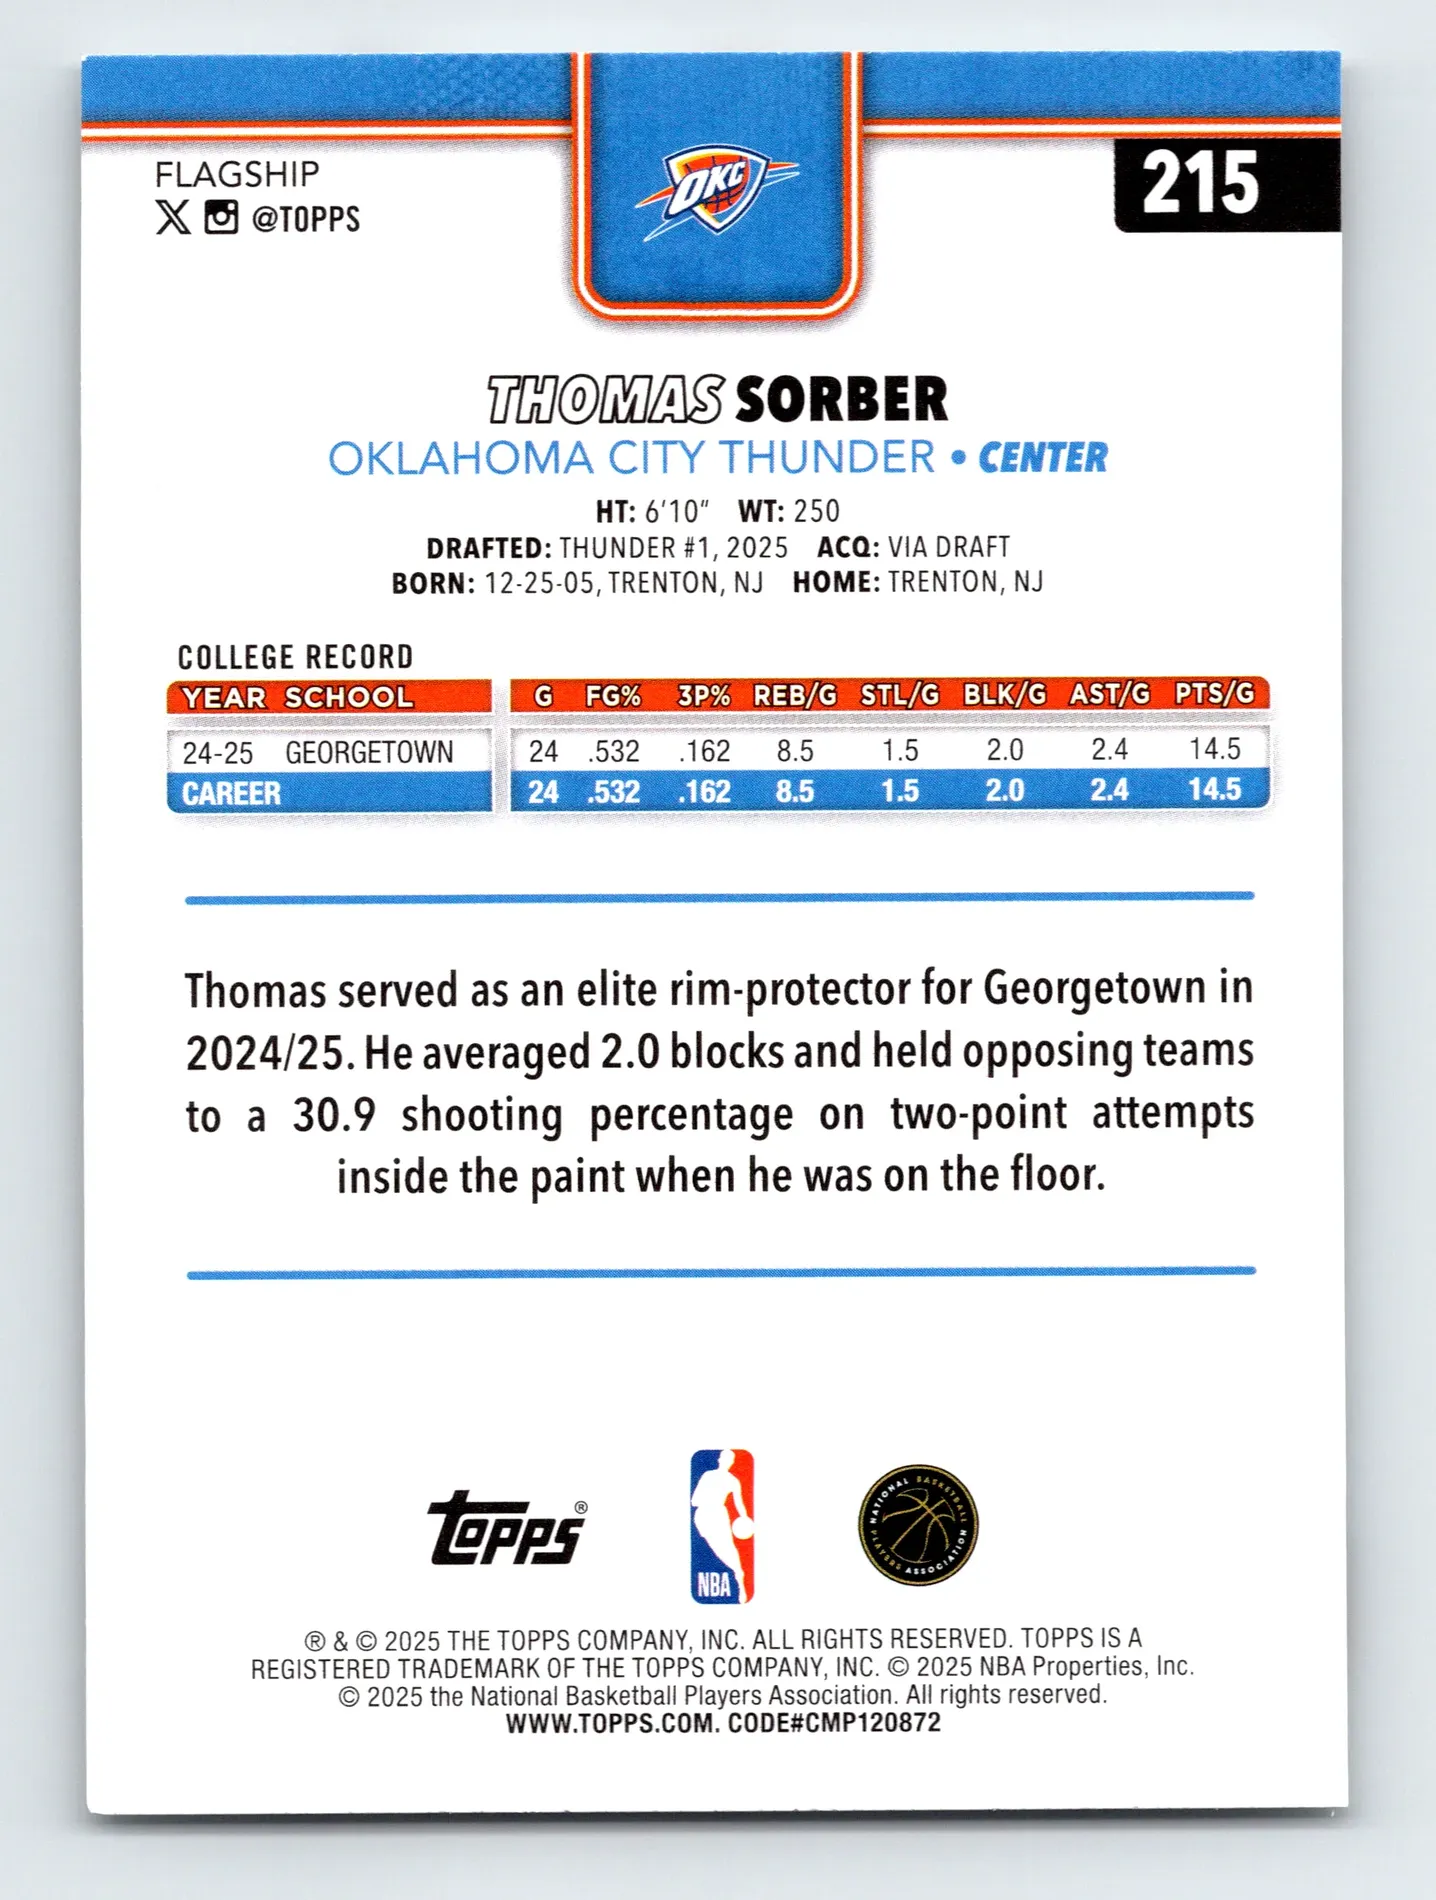 FLAGSHIP
@TOPPS
OKC
215
THOMAS SORBER
OKLAHOMA CITY THUNDER • CENTER
HT: 6'10" WT: 250
DRAFTED: THUNDER #1, 2025 ACQ: VIA DRAFT
BORN: 12-25-05, TRENTON, NJ HOME: TRENTON, NJ
COLLEGE RECORD
YEAR SCHOOL G FG% 3P% REB/G STL/G BLK/G AST/G PTS/G
24-25 GEORGETOWN 24 .532 .162 8.5 1.5 2.0 2.4 14.5
CAREER 24 .532 .162 8.5 1.5 2.0 2.4 14.5
Thomas served as an elite rim-protector for Georgetown in
2024/25. He averaged 2.0 blocks and held opposing teams
to a 30.9 shooting percentage on two-point attempts
inside the paint when he was on the floor.
Topps®
NBA
NATIONAL BASKETBALL PLAYERS ASSOCIATION
® & © 2025 THE TOPPS COMPANY, INC. ALL RIGHTS RESERVED. TOPPS IS A
REGISTERED TRADEMARK OF THE TOPPS COMPANY, INC. © 2025 NBA Properties, Inc.
© 2025 the National Basketball Players Association. All rights reserved.
WWW.TOPPS.COM. CODE#CMP120872